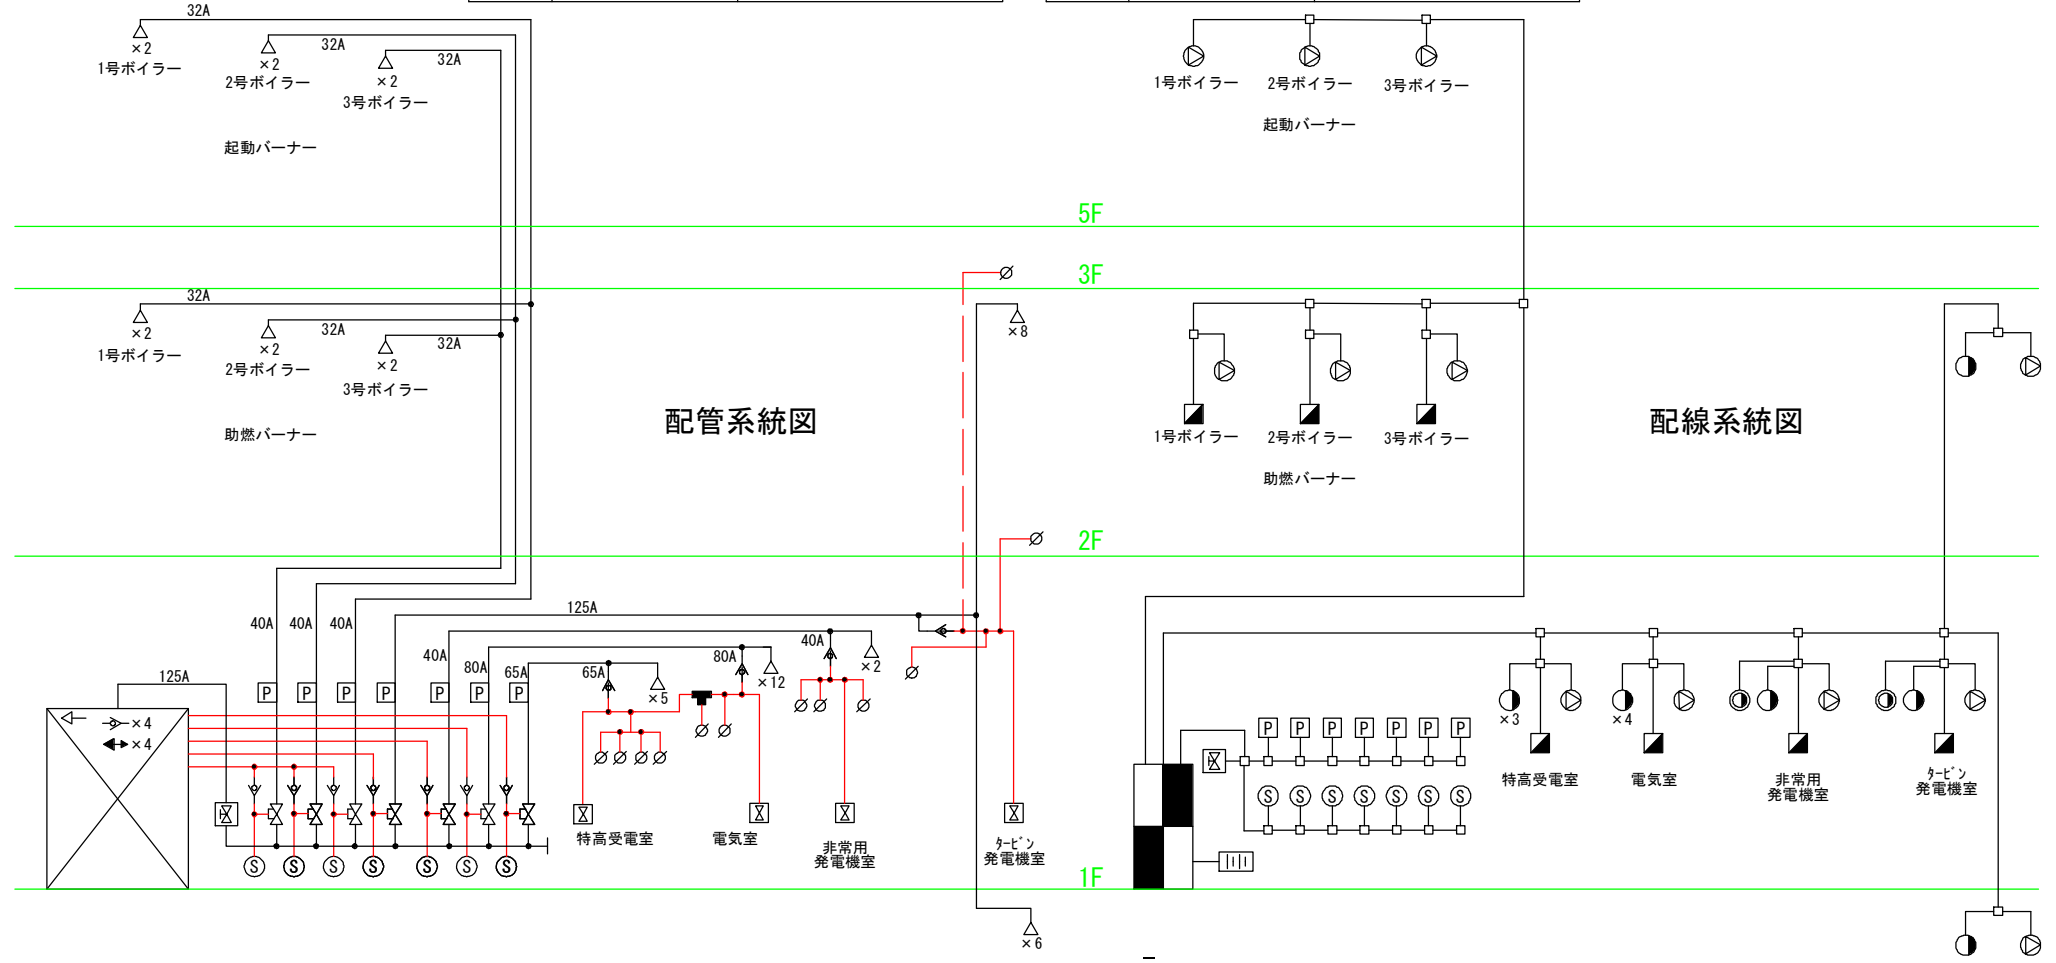 32A
×2
1号ボイラー
32A
×2
2号ボイラー
32A
×2
3号ボイラー
起動バーナー
1号ボイラー
2号ボイラー
3号ボイラー
起動バーナー
5F
3F
32A
×2
1号ボイラー
32A
×2
2号ボイラー
32A
×2
3号ボイラー
助燃バーナー
×8
配管系統図
1号ボイラー
2号ボイラー
3号ボイラー
助燃バーナー
配線系統図
2F
40A
40A
40A
125A
40A
80A
65A
65A
×5
80A
×12
40A
×2
125A
×4
×4
P
P
P
P
P
P
P
S
S
S
S
S
S
S
特高受電室
電気室
非常用
発電機室
タービン
発電機室
P
P
P
P
P
P
P
S
S
S
S
S
S
S
×3
×4
特高受電室
電気室
非常用
発電機室
タービン
発電機室
1F
×6